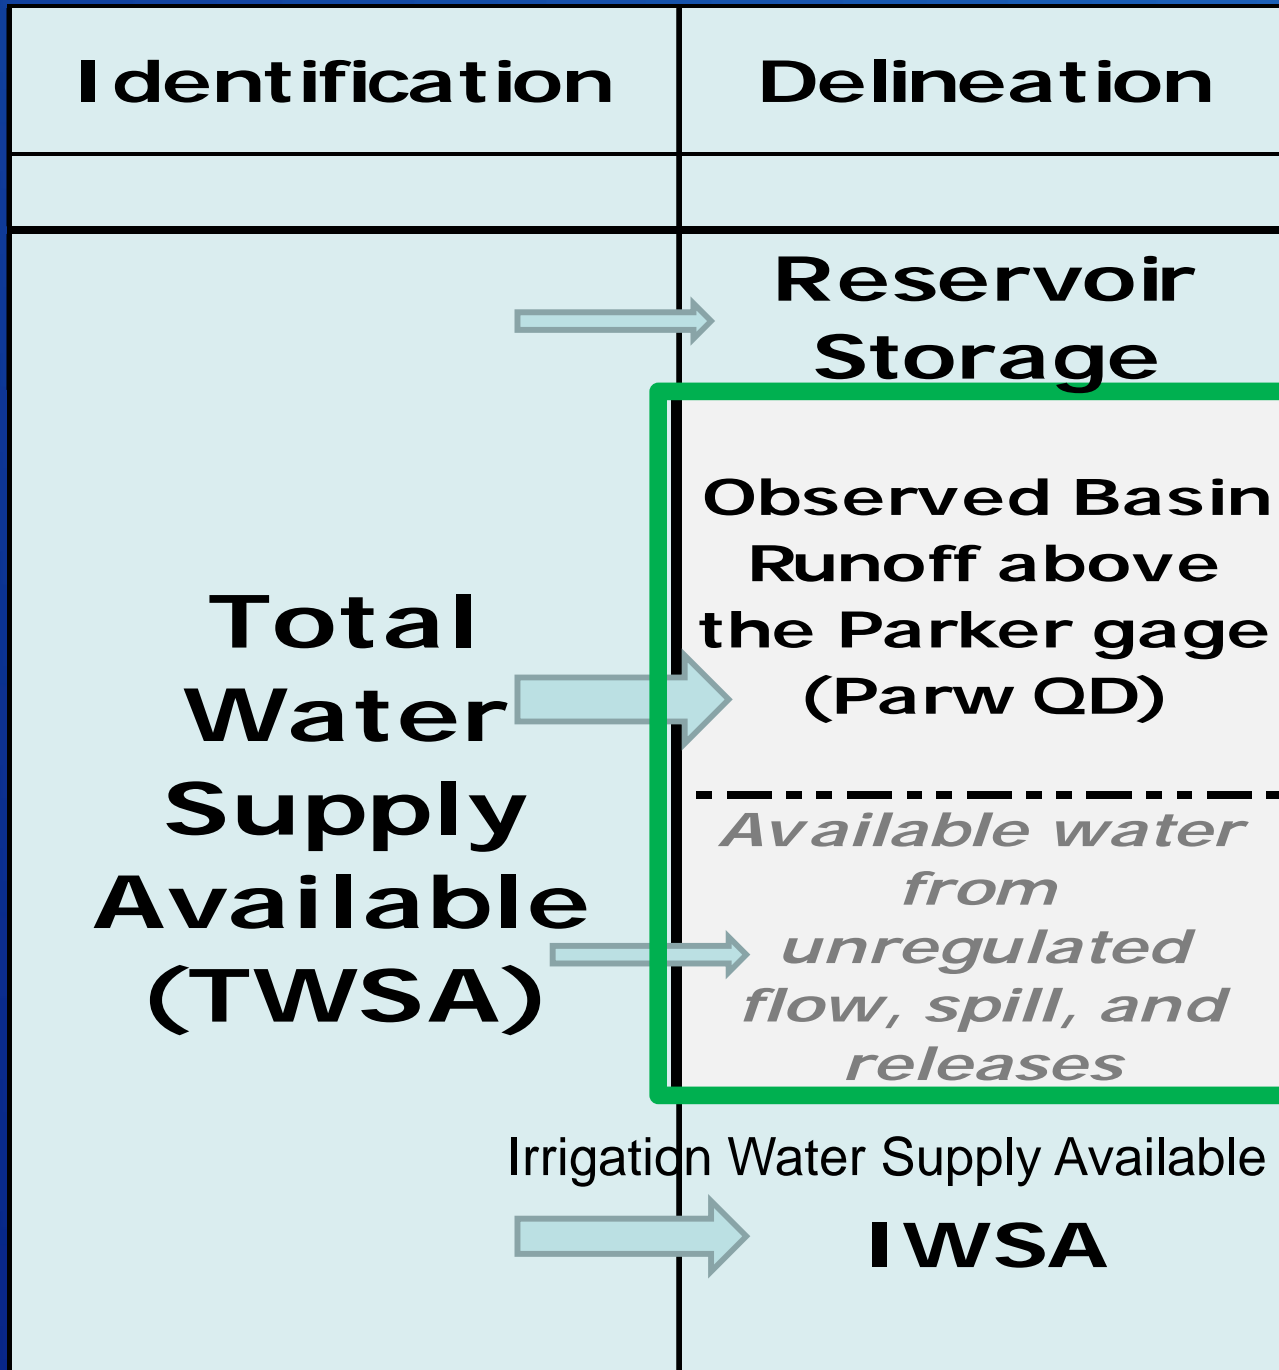 Identification
Delineation
Total
Water
Supply
Available
(TWSA)
Reservoir
Storage
Observed Basin
Runoff above
the Parker gage
(Parw QD)
Available water
from
unregulated
flow, spill, and
releases
Irrigation Water Supply Available
IWSA